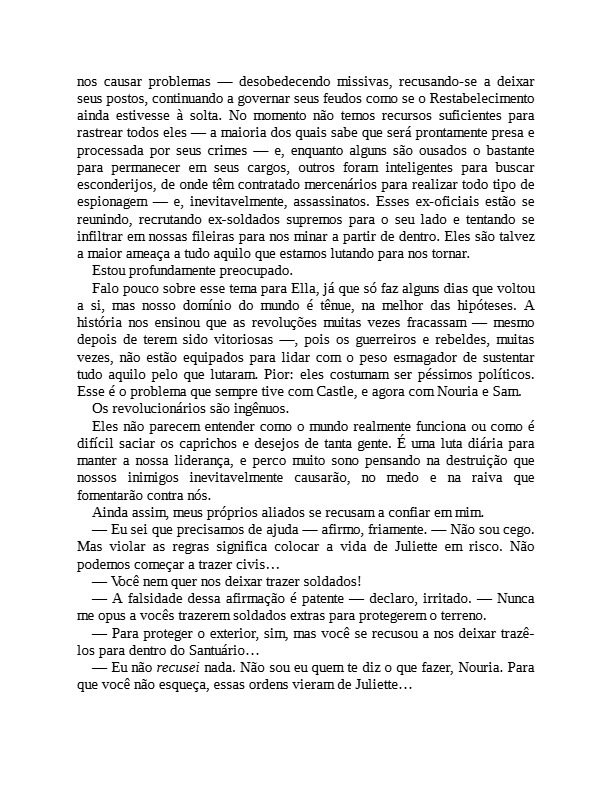 nos causar problemas — desobedecendo missivas, recusando-se a deixar
seus postos, continuando a governar seus feudos como se o Restabelecimento
ainda estivesse à solta. No momento não temos recursos suficientes para
rastrear todos eles — a maioria dos quais sabe que será prontamente presa e
processada por seus crimes — e, enquanto alguns são ousados o bastante
para permanecer em seus cargos, outros foram inteligentes para buscar
esconderijos, de onde têm contratado mercenários para realizar todo tipo de
espionagem — e, inevitavelmente, assassinatos. Esses ex-oficiais estão se
reunindo, recrutando ex-soldados supremos para o seu lado e tentando se
infiltrar em nossas fileiras para nos minar a partir de dentro. Eles são talvez
a maior ameaça a tudo aquilo que estamos lutando para nos tornar.
Estou profundamente preocupado.
Falo pouco sobre esse tema para Ella, já que só faz alguns dias que voltou
a si, mas nosso domínio do mundo é tênue, na melhor das hipóteses. A
história nos ensinou que as revoluções muitas vezes fracassam — mesmo
depois de terem sido vitoriosas —, pois os guerreiros e rebeldes, muitas
vezes, não estão equipados para lidar com o peso esmagador de sustentar
tudo aquilo pelo que lutaram. Pior: eles costumam ser péssimos políticos.
Esse é o problema que sempre tive com Castle, e agora com Nouria e Sam.
Os revolucionários são ingênuos.
Eles não parecem entender como o mundo realmente funciona ou como é
difícil saciar os caprichos e desejos de tanta gente. É uma luta diária para
manter a nossa liderança, e perco muito sono pensando na destruição que
nossos inimigos inevitavelmente causarão, no medo e na raiva que
fomentarão contra nós.
Ainda assim, meus próprios aliados se recusam a confiar em mim.
— Eu sei que precisamos de ajuda — afirmo, friamente. — Não sou cego.
Mas violar as regras significa colocar a vida de Juliette em risco. Não
podemos começar a trazer civis…
— Você nem quer nos deixar trazer soldados!
— A falsidade dessa afirmação é patente — declaro, irritado. — Nunca
me opus a vocês trazerem soldados extras para protegerem o terreno.
— Para proteger o exterior, sim, mas você se recusou a nos deixar trazê-
los para dentro do Santuário…
— Eu não recusei nada. Não sou eu quem te diz o que fazer, Nouria. Para
que você não esqueça, essas ordens vieram de Juliette…